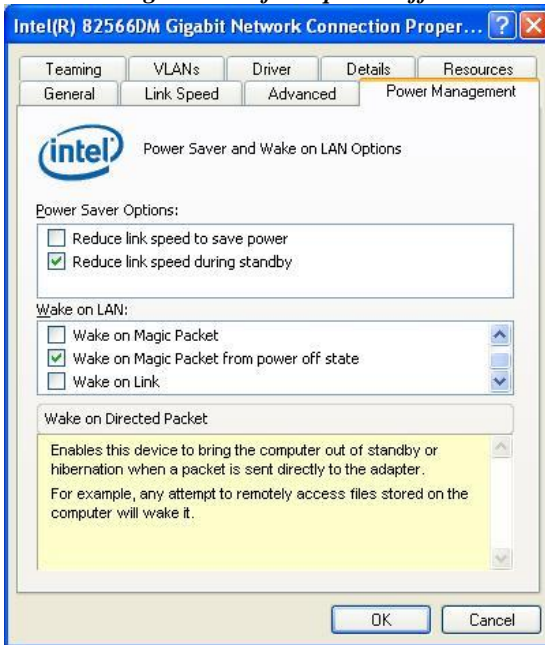 Intel(R) 82566DM Gigabit Network Connection Proper...
Teaming VLANs Driver Details Resources
General Link Speed Advanced Power Management
intel
Power Saver and Wake on LAN Options
Power Saver Options:
Reduce link speed to save power
Reduce link speed during standby
Wake on LAN:
Wake on Magic Packet
Wake on Magic Packet from power off state
Wake on Link
Wake on Directed Packet
Enables this device to bring the computer out of standby or
hibernation when a packet is sent directly to the adapter.
For example, any attempt to remotely access files stored on the
computer will wake it.
OK Cancel